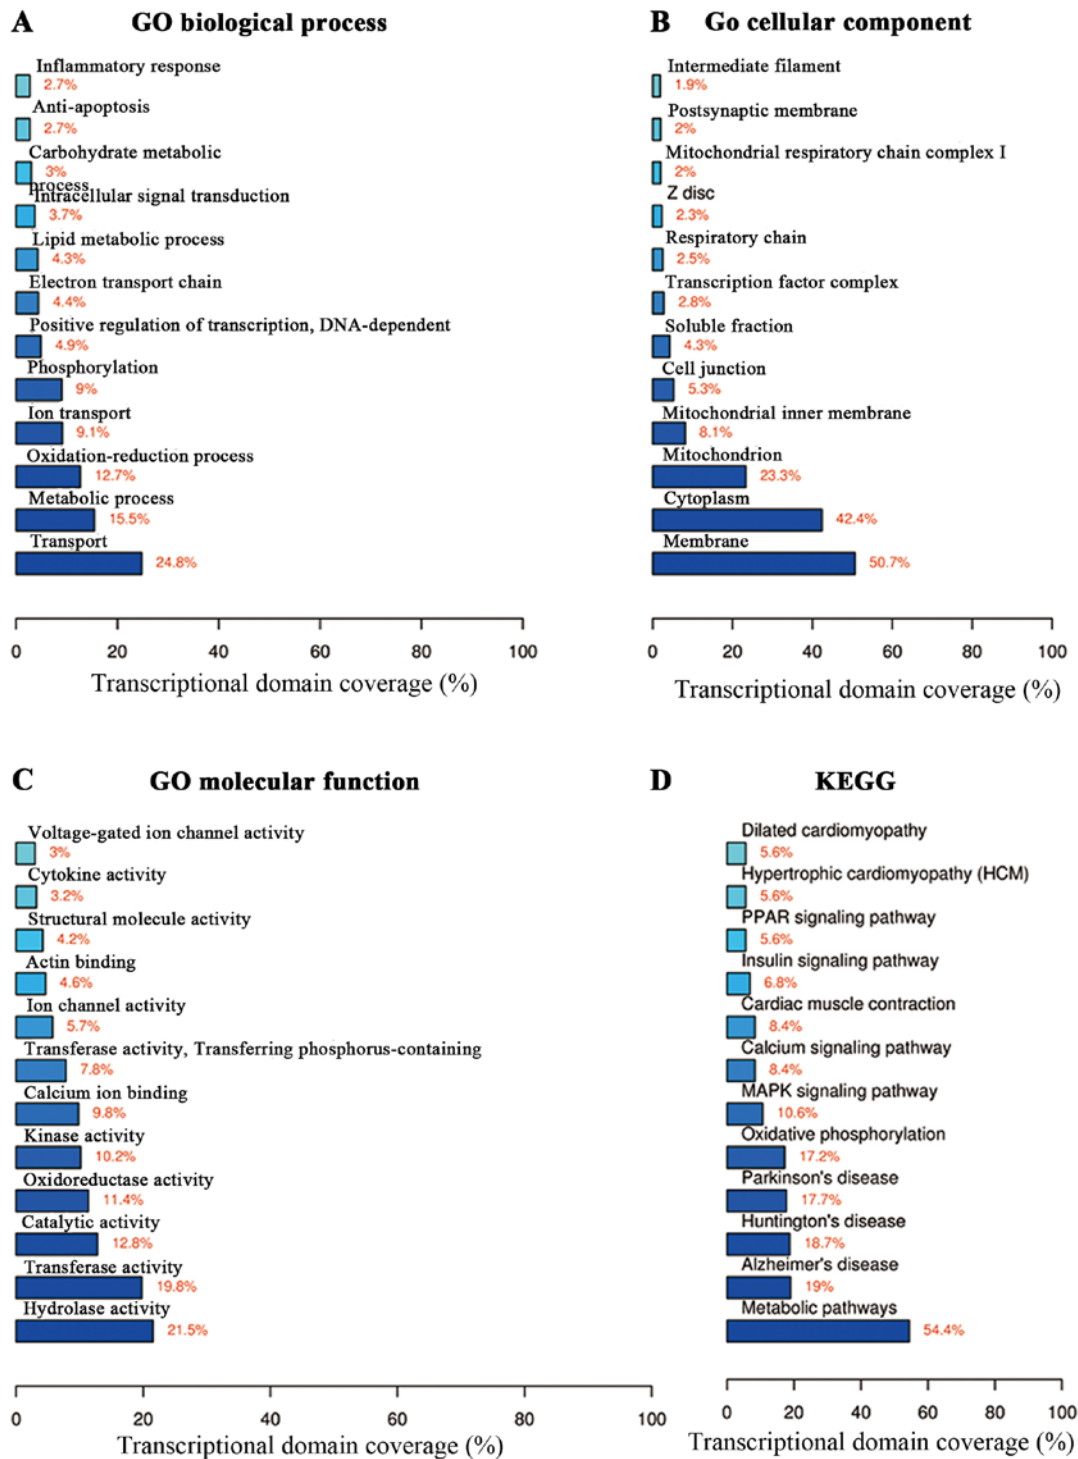 A GO biological process
Inflammatory response
2.7%
Anti-apoptosis
2.7%
Carbohydrate metabolic
3%
process
Intracellular signal transduction
3.7%
Lipid metabolic process
4.3%
Electron transport chain
4.4%
Positive regulation of transcription, DNA-dependent
4.9%
Phosphorylation
9%
Ion transport
9.1%
Oxidation-reduction process
12.7%
Metabolic process
15.5%
Transport
24.8%
0 20 40 60 80 100
Transcriptional domain coverage (%)
B Go cellular component
Intermediate filament
1.9%
Postsynaptic membrane
2%
Mitochondrial respiratory chain complex I
2%
Z disc
2.3%
Respiratory chain
2.5%
Transcription factor complex
2.8%
Soluble fraction
4.3%
Cell junction
5.3%
Mitochondrial inner membrane
8.1%
Mitochondrion
23.3%
Cytoplasm
42.4%
Membrane
50.7%
0 20 40 60 80 100
Transcriptional domain coverage (%)
C GO molecular function
Voltage-gated ion channel activity
3%
Cytokine activity
3.2%
Structural molecule activity
4.2%
Actin binding
4.6%
Ion channel activity
5.7%
Transferase activity, Transferring phosphorus-containing
7.8%
Calcium ion binding
9.8%
Kinase activity
10.2%
Oxidoreductase activity
11.4%
Catalytic activity
12.8%
Transferase activity
19.8%
Hydrolase activity
21.5%
0 20 40 60 80 100
Transcriptional domain coverage (%)
D KEGG
Dilated cardiomyopathy
5.6%
Hypertrophic cardiomyopathy (HCM)
5.6%
PPAR signaling pathway
5.6%
Insulin signaling pathway
6.8%
Cardiac muscle contraction
8.4%
Calcium signaling pathway
8.4%
MAPK signaling pathway
10.6%
Oxidative phosphorylation
17.2%
Parkinson's disease
17.7%
Huntington's disease
18.7%
Alzheimer's disease
19%
Metabolic pathways
54.4%
0 20 40 60 80 100
Transcriptional domain coverage (%)